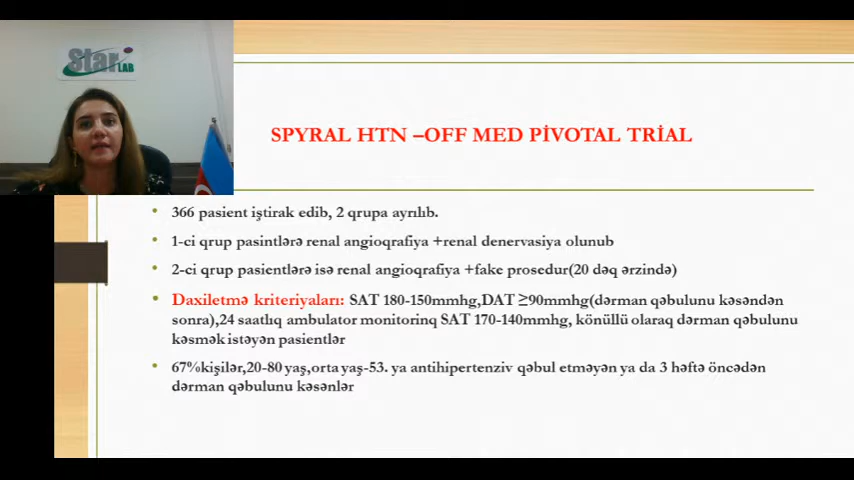 Star
LAB
SPYRAL HTN –OFF MED PİVOTAL TRİAL
• 366 pasient iştirak edib, 2 qrupa ayrılıb.
• 1-ci qrup pasintlərə renal angioqrafiya +renal denervasiya olunub
• 2-ci qrup pasientlərə isə renal angioqrafiya +fake prosedur(20 dəq ərzində)
• Daxiletmə kriteriyaları: SAT 180-150mmhg,DAT ≥90mmhg(dərman qəbulunu kəsəndən
sonra),24 saatlıq ambulator monitorinq SAT 170-140mmhg, könüllü olaraq dərman qəbulunu
kəsmək istəyən pasientlər
• 67%kişilər,20-80 yaş,orta yaş-53. ya antihipertenziv qəbul etməyən ya da 3 həftə öncədən
dərman qəbulunu kəsənlər